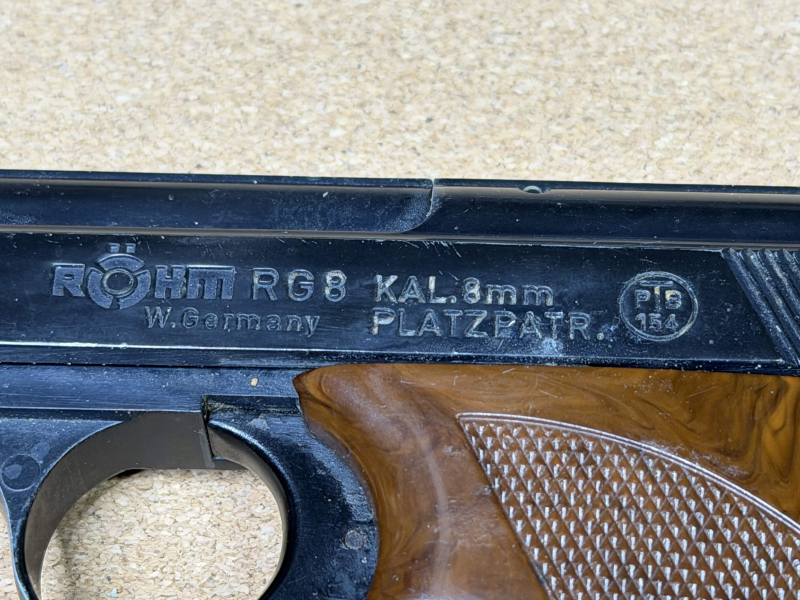 RÖHM RG8 KAL.8mm
W.Germany PLATZPATR.
PTB
154